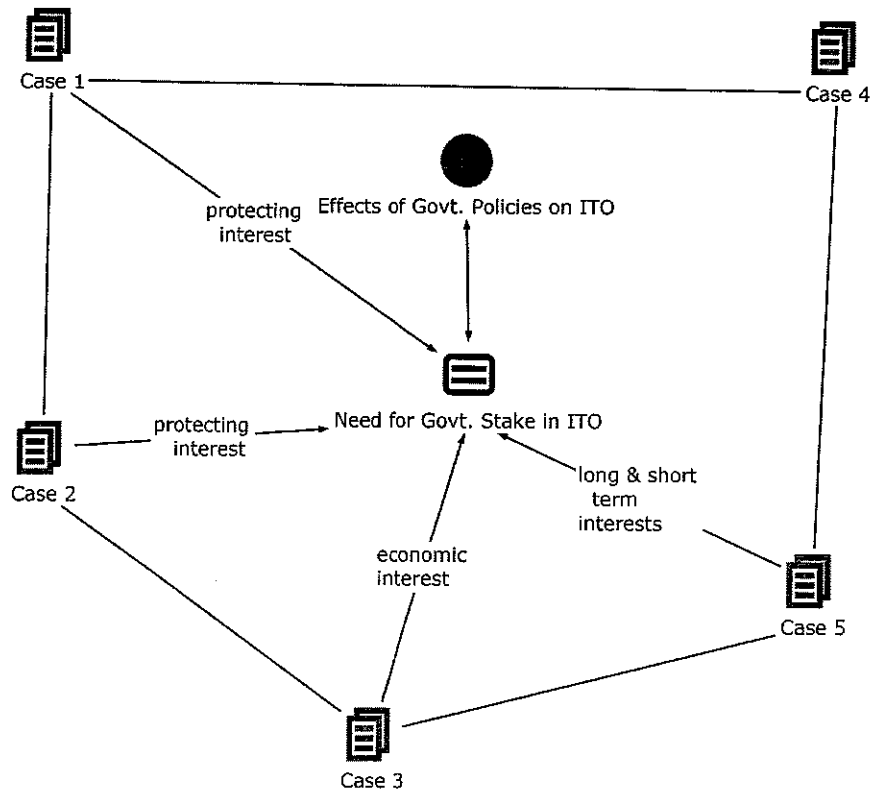 Case 1
Case 4
protecting
interest
Effects of Govt. Policies on ITO
Need for Govt. Stake in ITO
protecting
interest
Case 2
long & short
term
interests
economic
interest
Case 5
Case 3